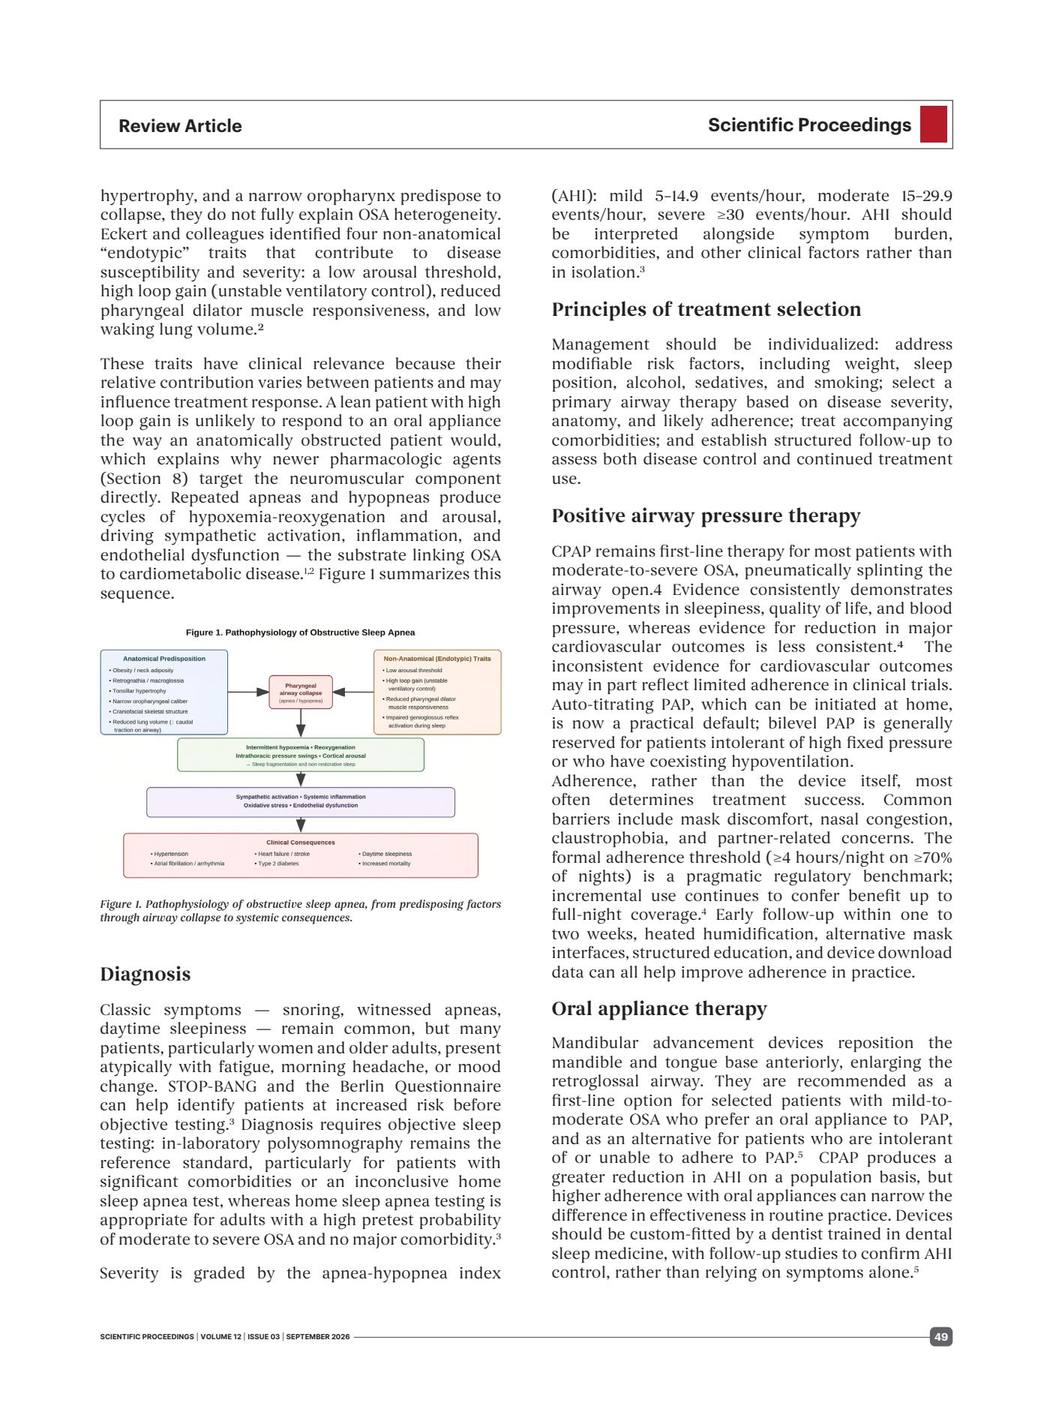 Review Article
Scientific Proceedings
hypertrophy, and a narrow oropharynx predispose to
collapse, they do not fully explain OSA heterogeneity.
Eckert and colleagues identified four non-anatomical
“endotypic” traits that contribute to disease
susceptibility and severity: a low arousal threshold,
high loop gain (unstable ventilatory control), reduced
pharyngeal dilator muscle responsiveness, and low
waking lung volume.²
These traits have clinical relevance because their
relative contribution varies between patients and may
influence treatment response. A lean patient with high
loop gain is unlikely to respond to an oral appliance
the way an anatomically obstructed patient would,
which explains why newer pharmacologic agents
(Section 8) target the neuromuscular component
directly. Repeated apneas and hypopneas produce
cycles of hypoxemia-reoxygenation and arousal,
driving sympathetic activation, inflammation, and
endothelial dysfunction — the substrate linking OSA
to cardiometabolic disease.¹,² Figure 1 summarizes this
sequence.
Figure 1. Pathophysiology of Obstructive Sleep Apnea
Anatomical Predisposition
• Obesity / neck adiposity
• Retrognathia / macroglossia
• Tonsillar hypertrophy
• Narrow oropharyngeal caliber
• Craniofacial skeletal structure
• Reduced lung volume (↓ caudal
traction on airway)
Pharyngeal
airway collapse
(apnea / hypopnea)
Non-Anatomical (Endotypic) Traits
• Low arousal threshold
• High loop gain (unstable
ventilatory control)
• Reduced pharyngeal dilator
muscle responsiveness
• Impaired genioglossus reflex
activation during sleep
Intermittent hypoxemia • Reoxygenation
Intrathoracic pressure swings • Cortical arousal
→ Sleep fragmentation and non-restorative sleep
Sympathetic activation • Systemic inflammation
Oxidative stress • Endothelial dysfunction
Clinical Consequences
• Hypertension
• Heart failure / stroke
• Daytime sleepiness
• Atrial fibrillation / arrhythmia
• Type 2 diabetes
• Increased mortality
Figure 1. Pathophysiology of obstructive sleep apnea, from predisposing factors
through airway collapse to systemic consequences.
Diagnosis
Classic symptoms — snoring, witnessed apneas,
daytime sleepiness — remain common, but many
patients, particularly women and older adults, present
atypically with fatigue, morning headache, or mood
change. STOP-BANG and the Berlin Questionnaire
can help identify patients at increased risk before
objective testing.³ Diagnosis requires objective sleep
testing: in-laboratory polysomnography remains the
reference standard, particularly for patients with
significant comorbidities or an inconclusive home
sleep apnea test, whereas home sleep apnea testing is
appropriate for adults with a high pretest probability
of moderate to severe OSA and no major comorbidity.³
Severity is graded by the apnea-hypopnea index
(AHI): mild 5–14.9 events/hour, moderate 15–29.9
events/hour, severe ≥30 events/hour. AHI should
be interpreted alongside symptom burden,
comorbidities, and other clinical factors rather than
in isolation.³
Principles of treatment selection
Management should be individualized: address
modifiable risk factors, including weight, sleep
position, alcohol, sedatives, and smoking; select a
primary airway therapy based on disease severity,
anatomy, and likely adherence; treat accompanying
comorbidities; and establish structured follow-up to
assess both disease control and continued treatment
use.
Positive airway pressure therapy
CPAP remains first-line therapy for most patients with
moderate-to-severe OSA, pneumatically splinting the
airway open.4 Evidence consistently demonstrates
improvements in sleepiness, quality of life, and blood
pressure, whereas evidence for reduction in major
cardiovascular outcomes is less consistent.⁴ The
inconsistent evidence for cardiovascular outcomes
may in part reflect limited adherence in clinical trials.
Auto-titrating PAP, which can be initiated at home,
is now a practical default; bilevel PAP is generally
reserved for patients intolerant of high fixed pressure
or who have coexisting hypoventilation.
Adherence, rather than the device itself, most
often determines treatment success. Common
barriers include mask discomfort, nasal congestion,
claustrophobia, and partner-related concerns. The
formal adherence threshold (≥4 hours/night on ≥70%
of nights) is a pragmatic regulatory benchmark;
incremental use continues to confer benefit up to
full-night coverage.⁴ Early follow-up within one to
two weeks, heated humidification, alternative mask
interfaces, structured education, and device download
data can all help improve adherence in practice.
Oral appliance therapy
Mandibular advancement devices reposition the
mandible and tongue base anteriorly, enlarging the
retroglossal airway. They are recommended as a
first-line option for selected patients with mild-to-
moderate OSA who prefer an oral appliance to PAP,
and as an alternative for patients who are intolerant
of or unable to adhere to PAP.⁵ CPAP produces a
greater reduction in AHI on a population basis, but
higher adherence with oral appliances can narrow the
difference in effectiveness in routine practice. Devices
should be custom-fitted by a dentist trained in dental
sleep medicine, with follow-up studies to confirm AHI
control, rather than relying on symptoms alone.⁵
SCIENTIFIC PROCEEDINGS | VOLUME 12 | ISSUE 03 | SEPTEMBER 2026
49